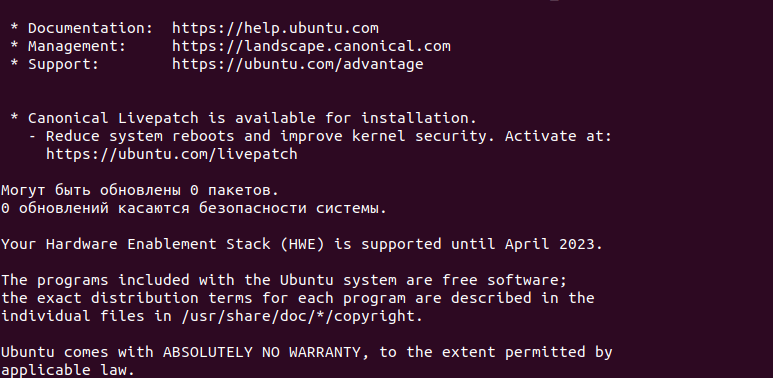 * Documentation:  https://help.ubuntu.com
* Management:     https://landscape.canonical.com
* Support:        https://ubuntu.com/advantage
* Canonical Livepatch is available for installation.
- Reduce system reboots and improve kernel security. Activate at:
https://ubuntu.com/livepatch
Могут быть обновлены 0 пакетов.
0 обновлений касаются безопасности системы.
Your Hardware Enablement Stack (HWE) is supported until April 2023.
The programs included with the Ubuntu system are free software;
the exact distribution terms for each program are described in the
individual files in /usr/share/doc/*/copyright.
Ubuntu comes with ABSOLUTELY NO WARRANTY, to the extent permitted by
applicable law.